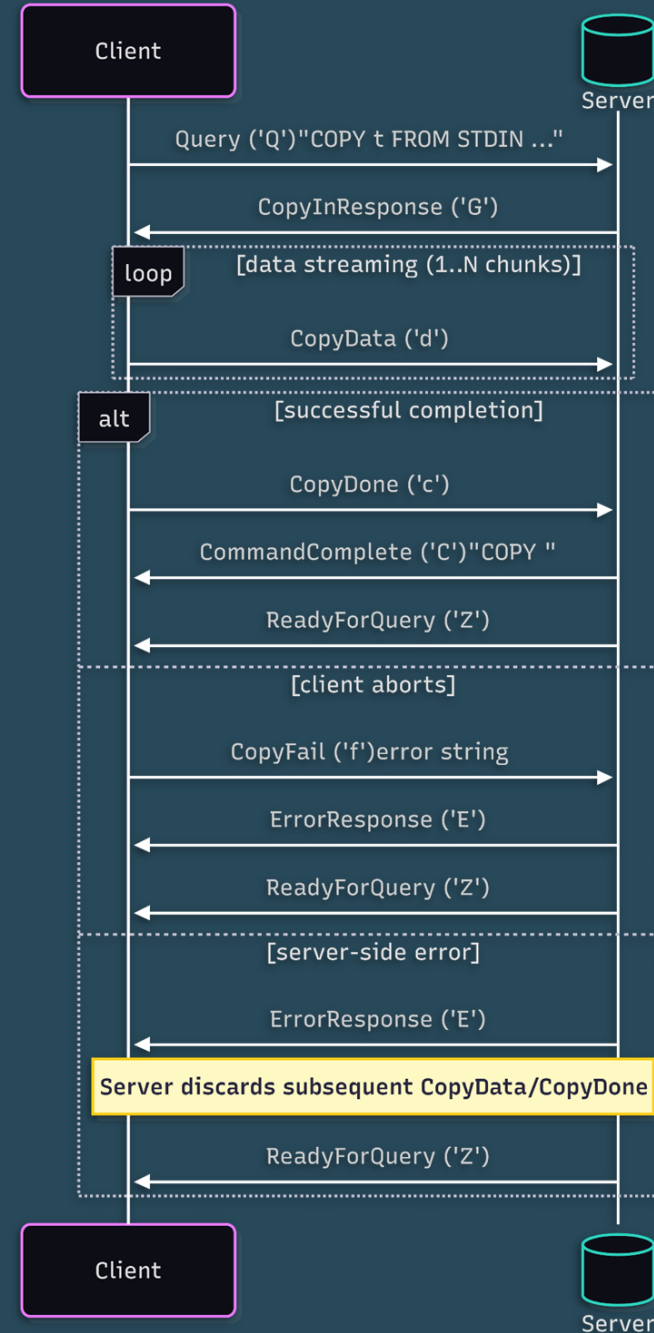 Client
Server
Query ('Q')"COPY t FROM STDIN ..."
CopyInResponse ('G')
loop
[data streaming (1..N chunks)]
CopyData ('d')
alt
[successful completion]
CopyDone ('c')
CommandComplete ('C')"COPY "
ReadyForQuery ('Z')
[client aborts]
CopyFail ('f')error string
ErrorResponse ('E')
ReadyForQuery ('Z')
[server-side error]
ErrorResponse ('E')
Server discards subsequent CopyData/CopyDone
ReadyForQuery ('Z')
Client
Server